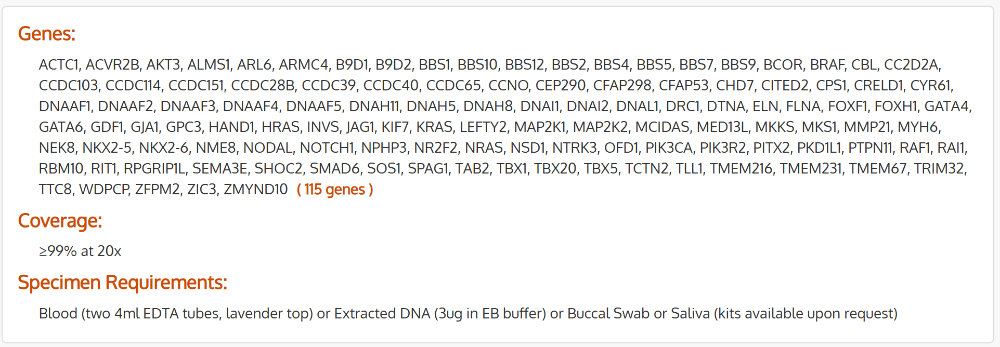 Genes:
ACTC1, ACVR2B, AKT3, ALMS1, ARL6, ARMC4, B9D1, B9D2, BBS1, BBS10, BBS12, BBS2, BBS4, BBS5, BBS7, BBS9, BCOR, BRAF, CBL, CC2D2A,
CCDC103, CCDC114, CCDC151, CCDC28B, CCDC39, CCDC40, CCDC65, CCNO, CEP290, CFAP298, CFAP53, CHD7, CITED2, CPS1, CRELD1, CYR61,
DNAAF1, DNAAF2, DNAAF3, DNAAF4, DNAAF5, DNAH11, DNAH5, DNAH8, DNAI1, DNAI2, DNAL1, DRC1, DTNA, ELN, FLNA, FOXF1, FOXH1, GATA4,
GATA6, GDF1, GJA1, GPC3, HAND1, HRAS, INVS, JAG1, KIF7, KRAS, LEFTY2, MAP2K1, MAP2K2, MCIDAS, MED13L, MKKS, MKS1, MMP21, MYH6,
NEK8, NKX2-5, NKX2-6, NME8, NODAL, NOTCH1, NPHP3, NR2F2, NRAS, NSD1, NTRK3, OFD1, PIK3CA, PIK3R2, PITX2, PKD1L1, PTPN11, RAF1, RAI1,
RBM10, RIT1, RPGRIP1L, SEMA3E, SHOC2, SMAD6, SOS1, SPAG1, TAB2, TBX1, TBX20, TBX5, TCTN2, TLL1, TMEM216, TMEM231, TMEM67, TRIM32,
TTC8, WDPCP, ZFPM2, ZIC3, ZMYND10 ( 115 genes )
Coverage:
≥99% at 20x
Specimen Requirements:
Blood (two 4ml EDTA tubes, lavender top) or Extracted DNA (3ug in EB buffer) or Buccal Swab or Saliva (kits available upon request)